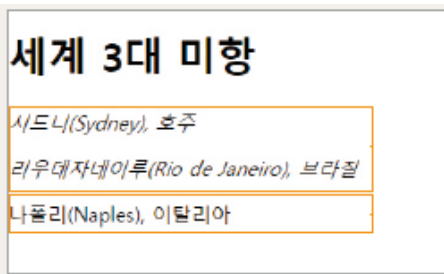 세계 3대 미항
시드니(Sydney), 호주
리우데자네이루(Rio de Janeiro), 브라질
나폴리(Naples), 이탈리아